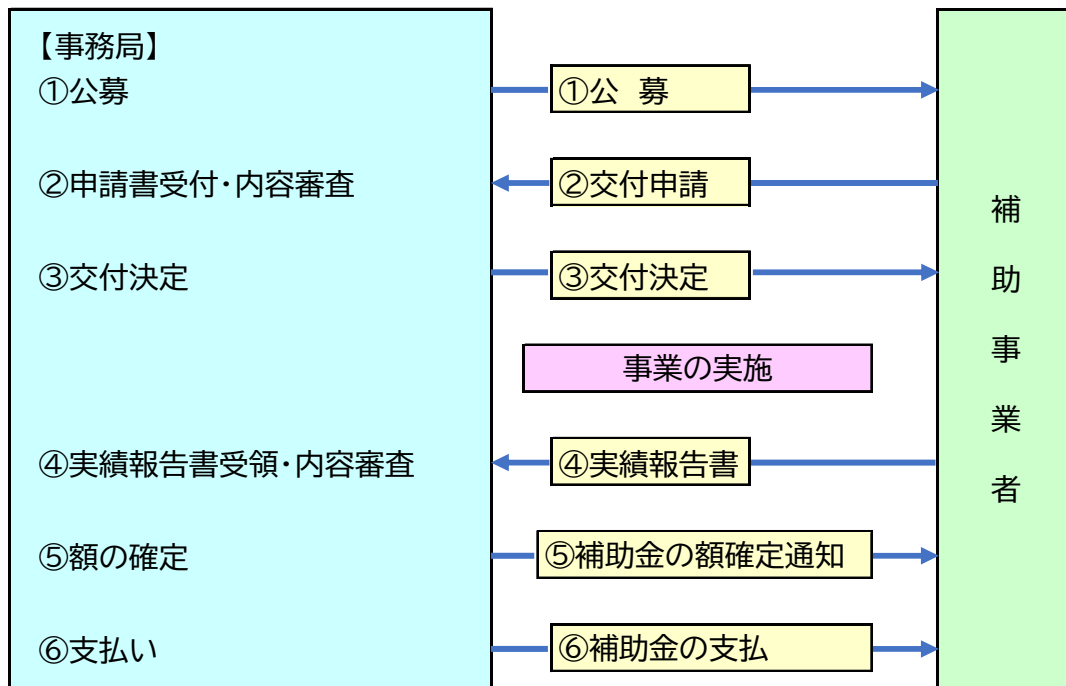 【事務局】
①公募
①公 募
②申請書受付・内容審査
②交付申請
③交付決定
③交付決定
事業の実施
④実績報告書受領・内容審査
④実績報告書
⑤額の確定
⑤補助金の額確定通知
⑥支払い
⑥補助金の支払
補助事業者